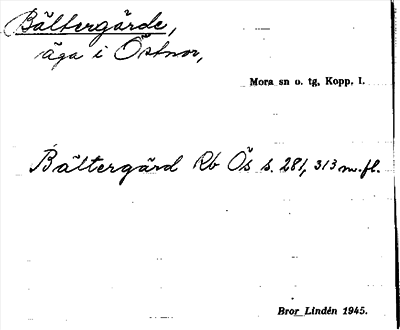 Bältergärde,
äga i Östnor,
Mora sn o. tg, Kopp. l.
Bältergärd Rb Ös s. 281, 313 m.fl.
Bror Lindén 1945.